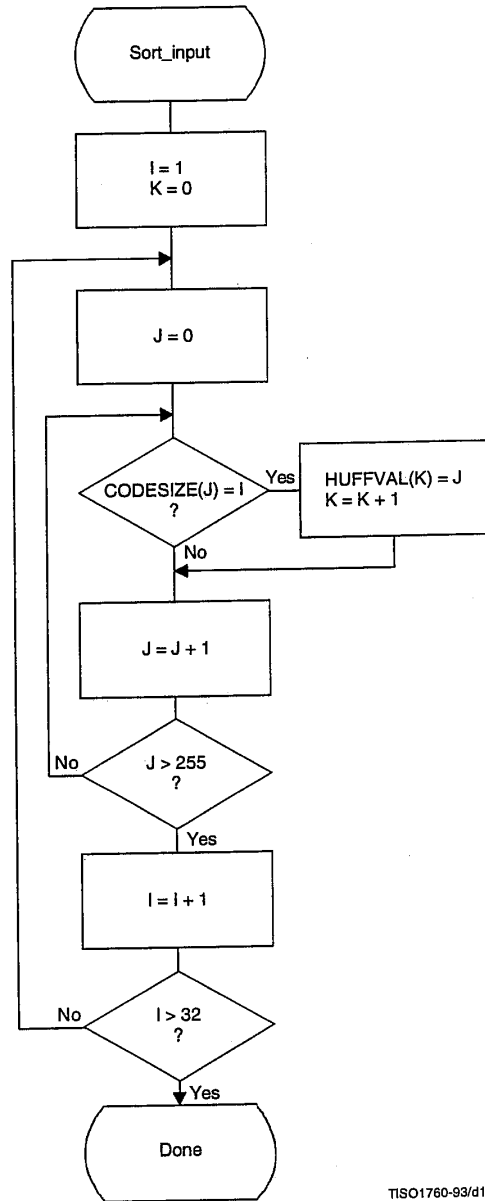 Sort_input
I = 1
K = 0
J = 0
CODESIZE(J) = I
?
Yes
HUFFVAL(K) = J
K = K + 1
No
J = J + 1
J > 255
?
No
Yes
I = I + 1
I > 32
?
No
Yes
Done
TISO1760-93/d1